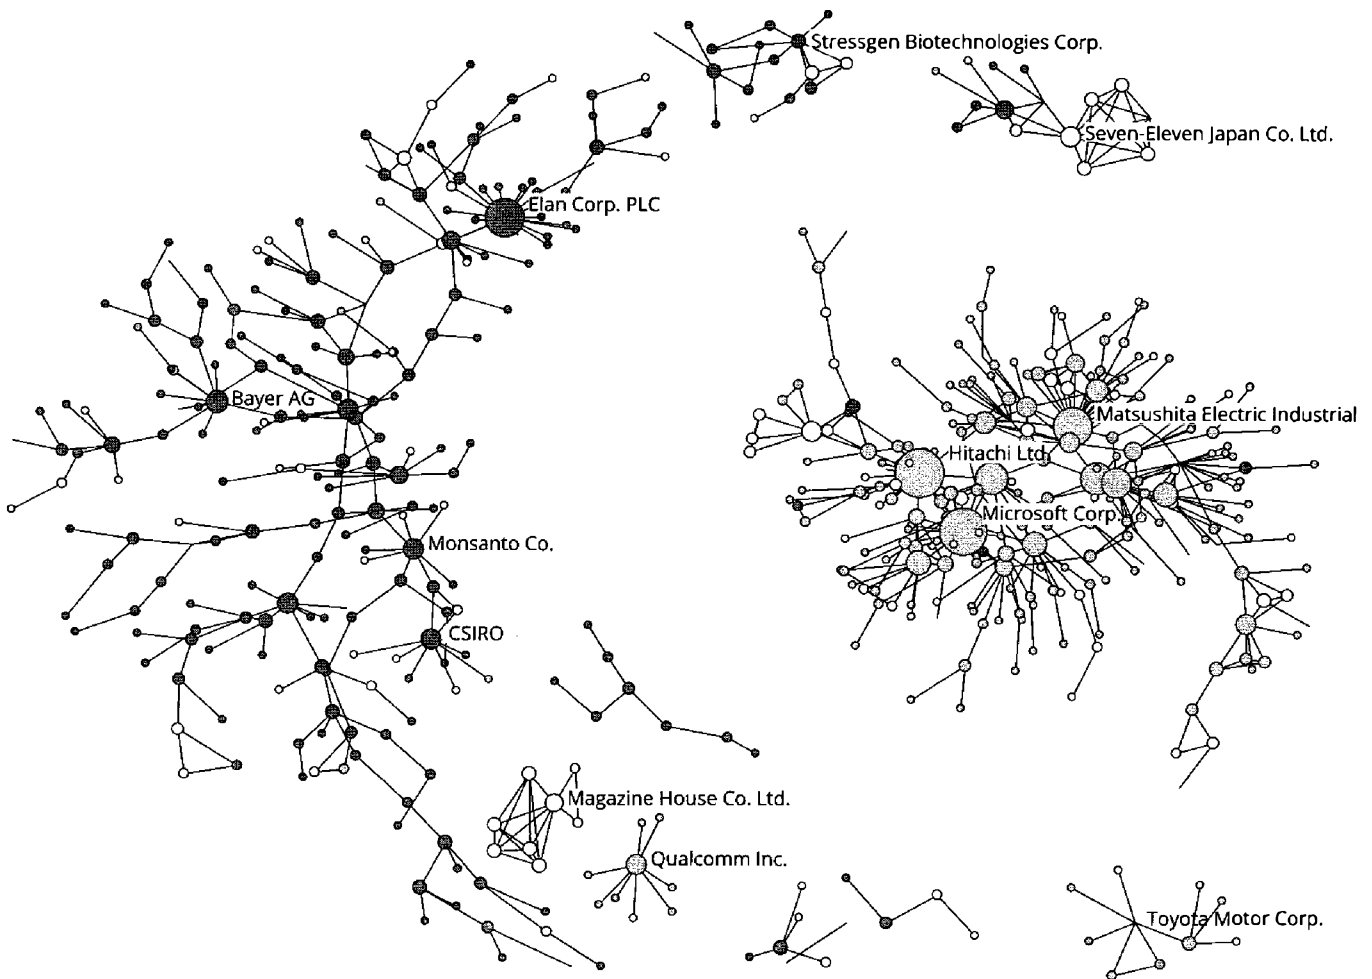 Stressgen Biotechnologies Corp.
Seven-Eleven Japan Co. Ltd.
Elan Corp. PLC
Bayer AG
Matsushita Electric Industrial
Hitachi Ltd.
Microsoft Corp.
Monsanto Co.
CSIRO
Magazine House Co. Ltd.
Qualcomm Inc.
Toyota Motor Corp.